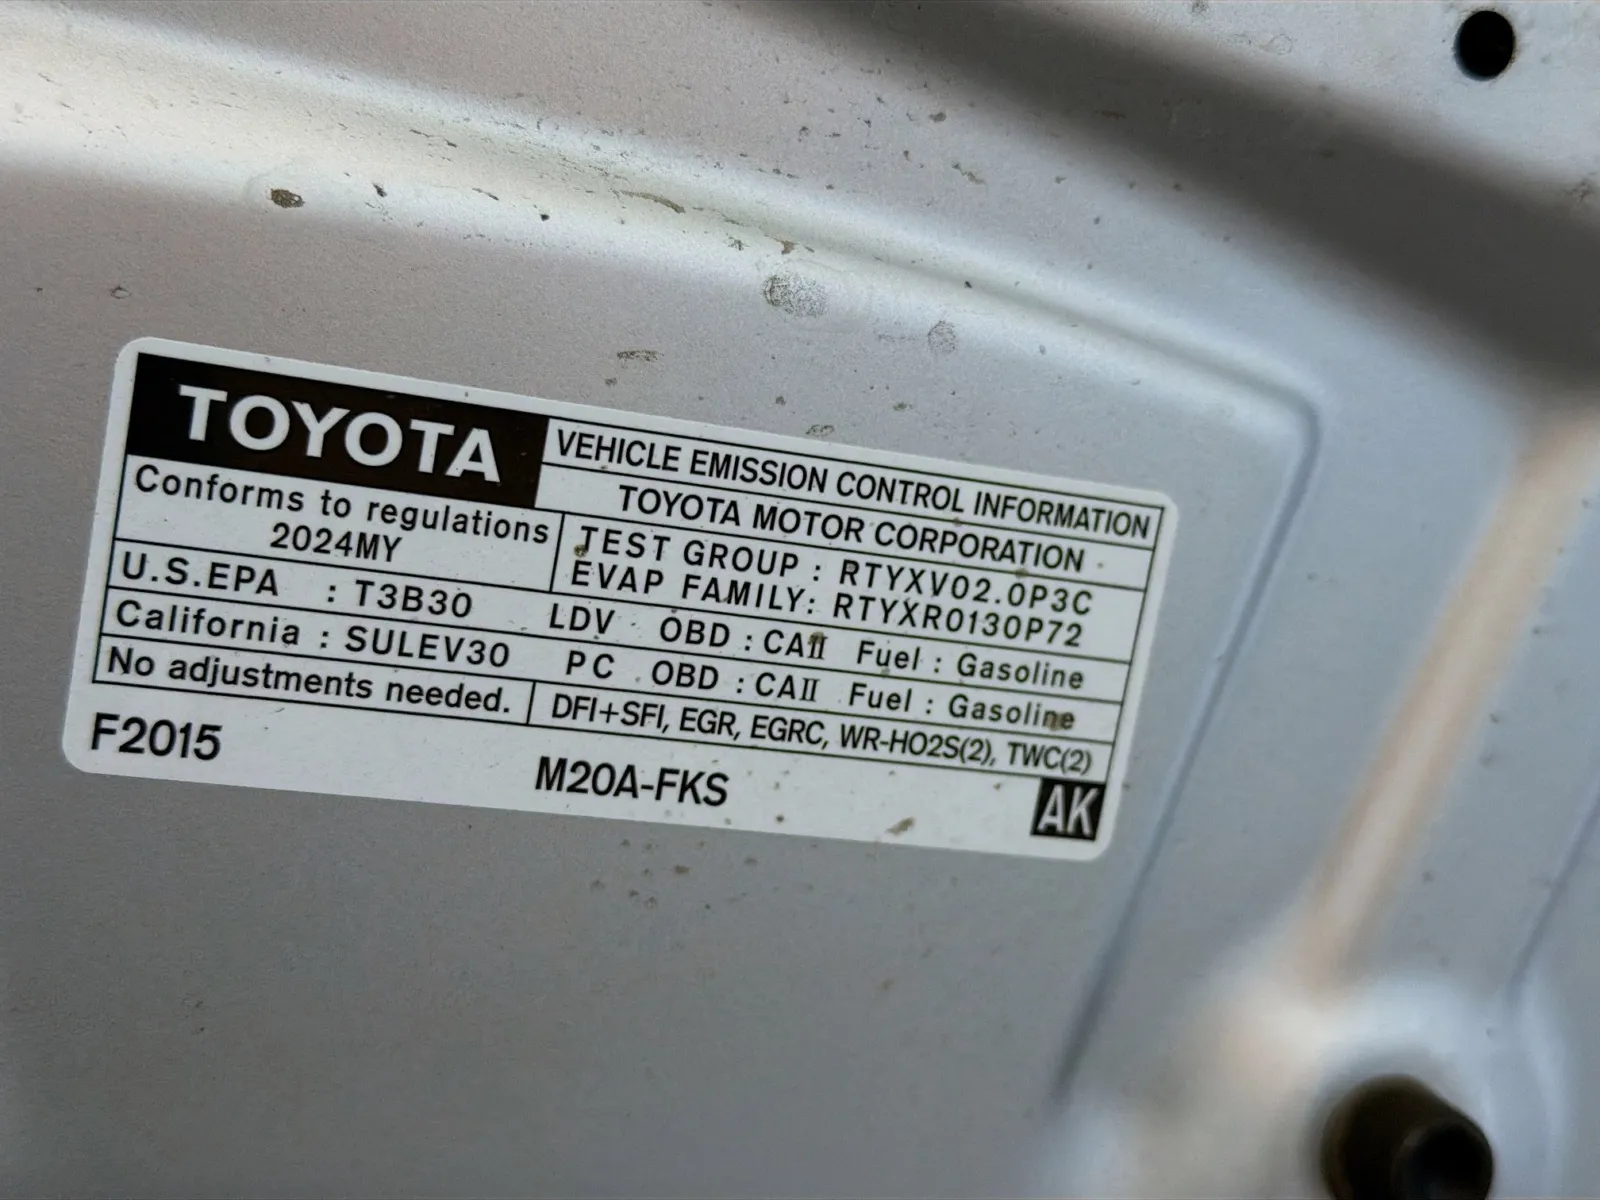 TOYOTA
VEHICLE EMISSION CONTROL INFORMATION
TOYOTA MOTOR CORPORATION
Conforms to regulations
2024MY
TEST GROUP : RTYXV02.0P3C
EVAP FAMILY: RTYXR0130P72
U.S.EPA : T3B30 LDV OBD : CAII Fuel : Gasoline
California : SULEV30 PC OBD : CAII Fuel : Gasoline
No adjustments needed. DFI+SFI, EGR, EGRC, WR-HO2S(2), TWC(2)
F2015 M20A-FKS AK